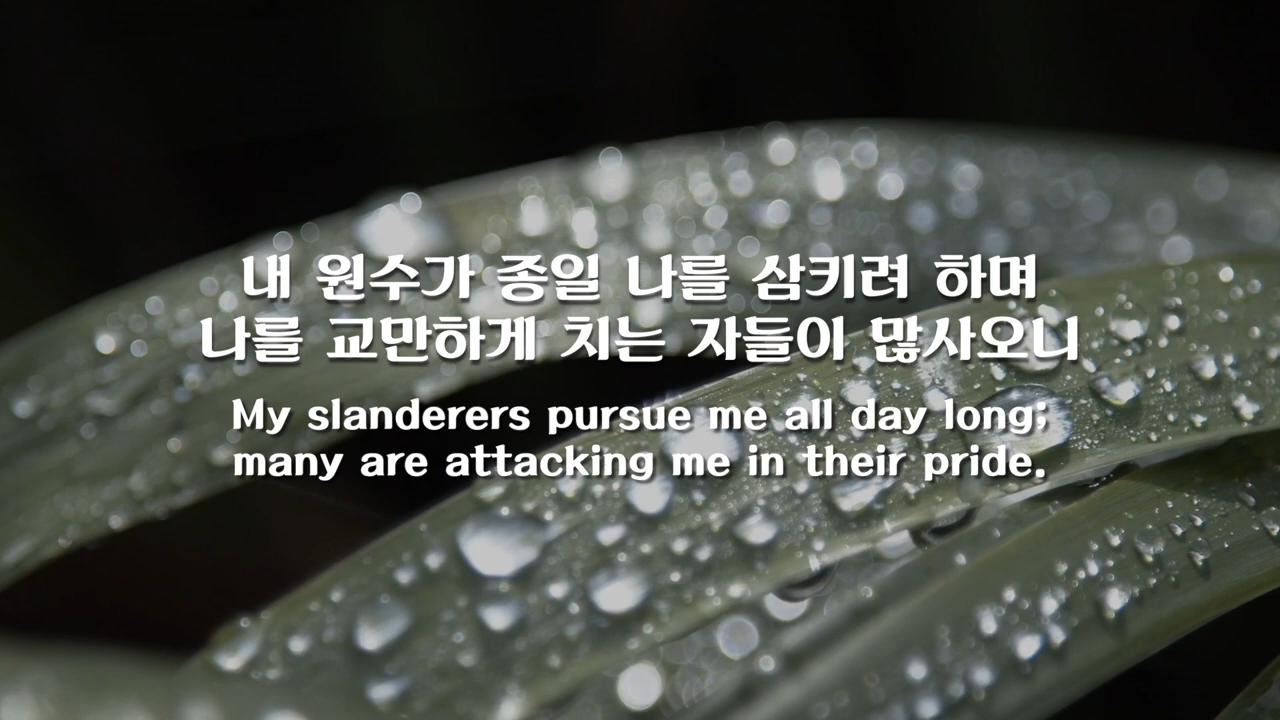 내 원수가 종일 나를 삼키려 하며
나를 교만하게 치는 자들이 많사오니
My slanderers pursue me all day long;
many are attacking me in their pride.